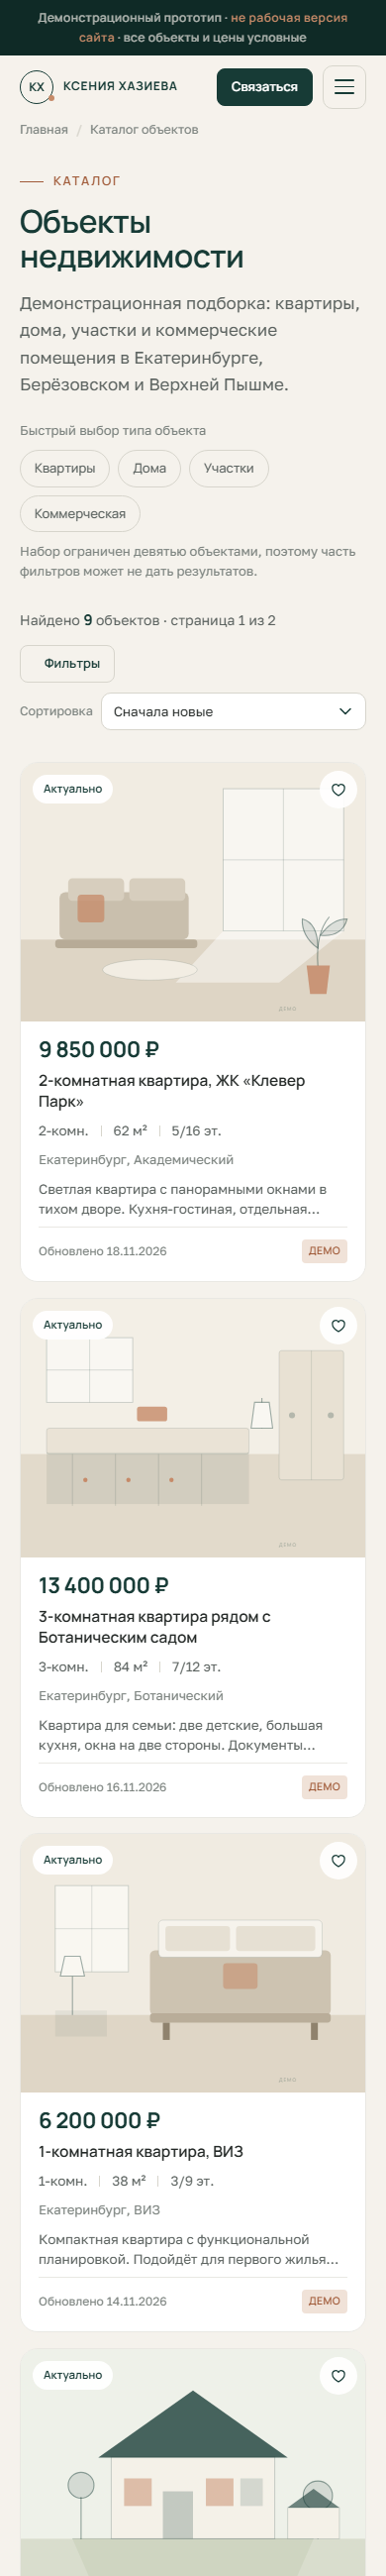 Демонстрационный прототип · не рабочая версия
сайта · все объекты и цены условные
КХ КСЕНИЯ ХАЗИЕВА Связаться
Главная / Каталог объектов
КАТАЛОГ
Объекты
недвижимости
Демонстрационная подборка: квартиры,
дома, участки и коммерческие
помещения в Екатеринбурге,
Берёзовском и Верхней Пышме.
Быстрый выбор типа объекта
Квартиры Дома Участки
Коммерческая
Набор ограничен девятью объектами, поэтому часть
фильтров может не дать результатов.
Найдено 9 объектов · страница 1 из 2
Фильтры
Сортировка Сначала новые
Актуально
ДЕМО
9 850 000 ₽
2-комнатная квартира, ЖК «Клевер
Парк»
2-комн. 62 м² 5/16 эт.
Екатеринбург, Академический
Светлая квартира с панорамными окнами в
тихом дворе. Кухня-гостиная, отдельная...
Обновлено 18.11.2026 ДЕМО
Актуально
ДЕМО
13 400 000 ₽
3-комнатная квартира рядом с
Ботаническим садом
3-комн. 84 м² 7/12 эт.
Екатеринбург, Ботанический
Квартира для семьи: две детские, большая
кухня, окна на две стороны. Документы...
Обновлено 16.11.2026 ДЕМО
Актуально
ДЕМО
6 200 000 ₽
1-комнатная квартира, ВИЗ
1-комн. 38 м² 3/9 эт.
Екатеринбург, ВИЗ
Компактная квартира с функциональной
планировкой. Подойдёт для первого жилья...
Обновлено 14.11.2026 ДЕМО
Актуально